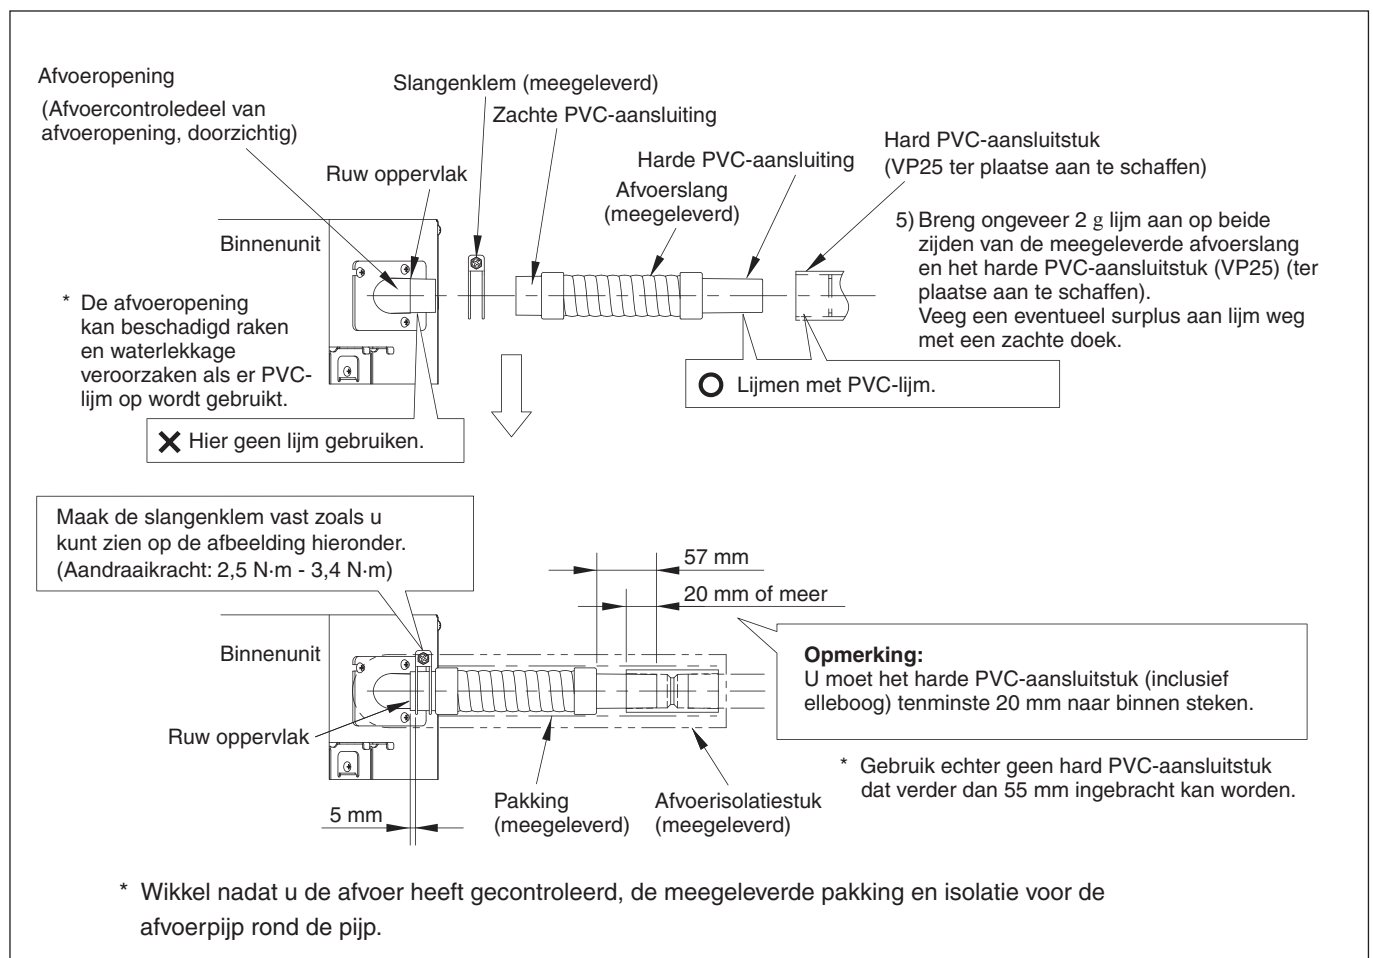 Afvoeropening
(Afvoercontroledeel van
afvoeropening, doorzichtig)
Slangenklem (meegeleverd)
Zachte PVC-aansluiting
Ruw oppervlak
Harde PVC-aansluiting
Afvoerslang
(meegeleverd)
Hard PVC-aansluitstuk
(VP25 ter plaatse aan te schaffen)
Binnenunit
5) Breng ongeveer 2 g lijm aan op beide
zijden van de meegeleverde afvoerslang
en het harde PVC-aansluitstuk (VP25) (ter
plaatse aan te schaffen).
Veeg een eventueel surplus aan lijm weg
met een zachte doek.
* De afvoeropening
kan beschadigd raken
en waterlekkage
veroorzaken als er PVC-
lijm op wordt gebruikt.
Lijmen met PVC-lijm.
Hier geen lijm gebruiken.
Maak de slangenklem vast zoals u
kunt zien op de afbeelding hieronder.
(Aandraaikracht: 2,5 N·m - 3,4 N·m)
57 mm
20 mm of meer
Binnenunit
Opmerking:
U moet het harde PVC-aansluitstuk (inclusief
elleboog) tenminste 20 mm naar binnen steken.
Ruw oppervlak
* Gebruik echter geen hard PVC-aansluitstuk
dat verder dan 55 mm ingebracht kan worden.
5 mm
Pakking
(meegeleverd)
Afvoerisolatiestuk
(meegeleverd)
* Wikkel nadat u de afvoer heeft gecontroleerd, de meegeleverde pakking en isolatie voor de
afvoerpijp rond de pijp.